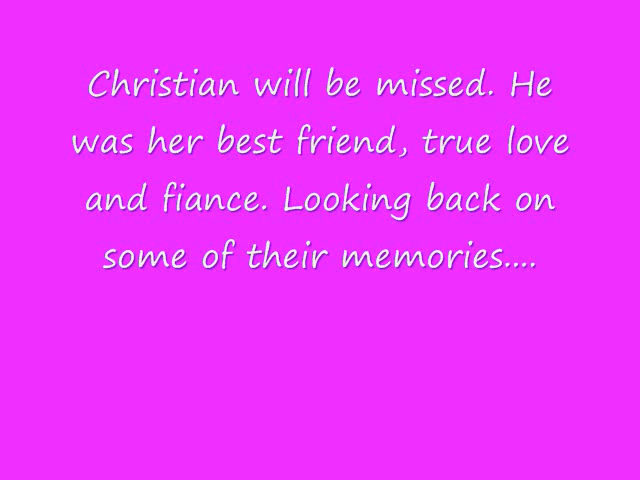 Christian will be missed. He
was her best friend, true love
and fiance. Looking back on
some of their memories....